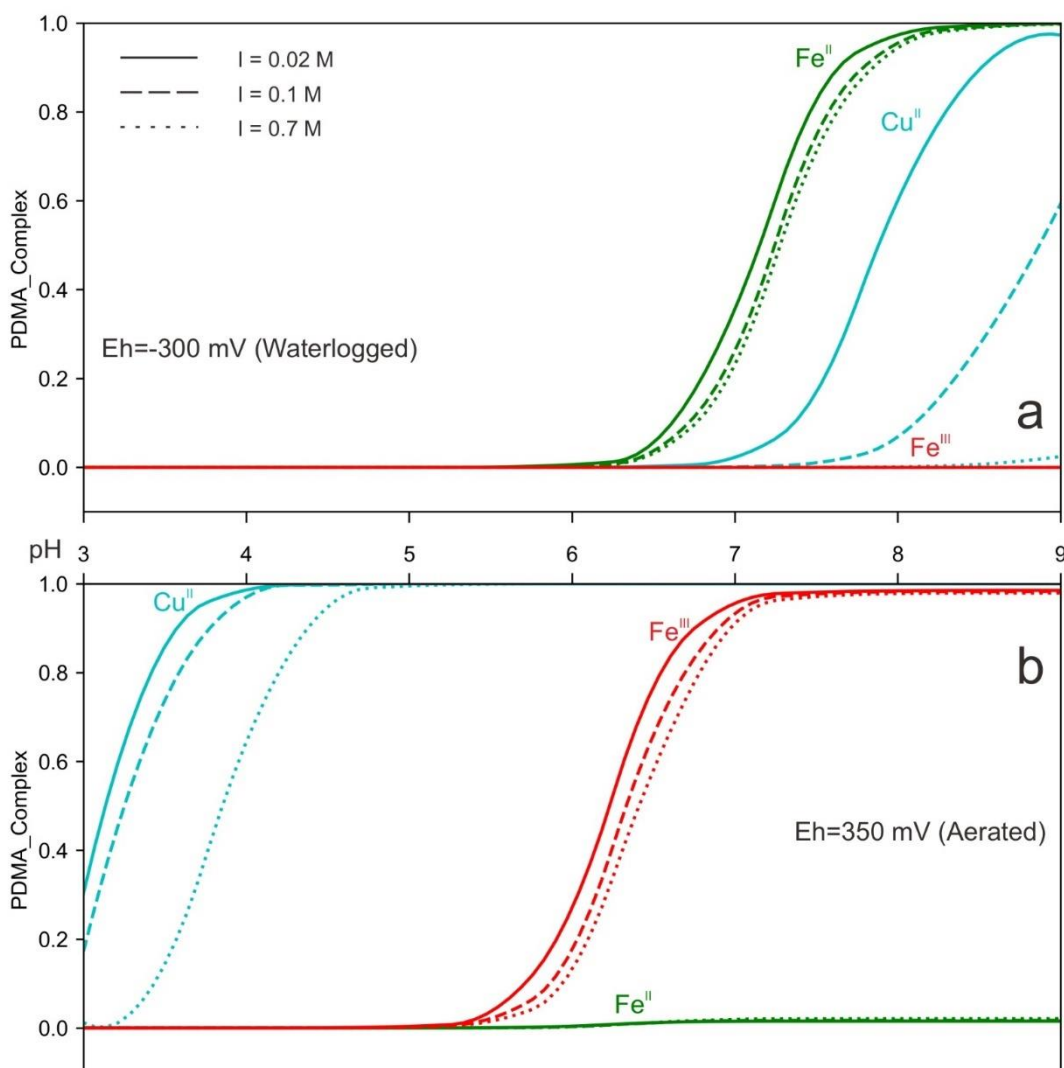 1.0
0.8
0.6
0.4
0.2
0.0
PDMA_Complex
I = 0.02 M
I = 0.1 M
I = 0.7 M
Fe^II
Cu^II
Fe^III
Eh=-300 mV (Waterlogged)
a
pH
3 4 5 6 7 8 9
1.0
0.8
0.6
0.4
0.2
0.0
PDMA_Complex
Cu^II
Fe^III
b
Eh=350 mV (Aerated)
Fe^II